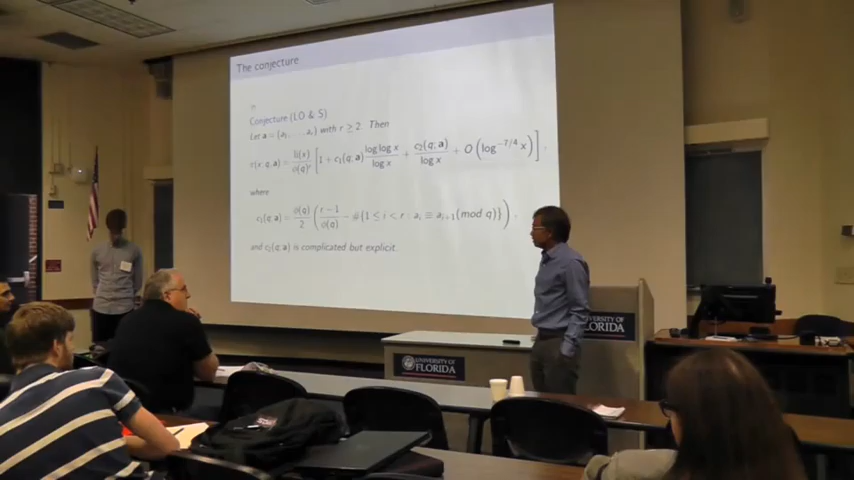 The conjecture
Conjecture (LO & S)
Let a = (a₁, ..., aᵣ) with r ≥ 2. Then
π(x; q, a) = li(x)/φ(q)ʳ [1 + c₁(q; a) log log x/log x + c₂(q; a)/log x + O(log⁻⁷/⁴ x)],
where
c₁(q; a) = φ(q)/2 (r − 1/φ(q) − #{1 ≤ i < r : aᵢ ≡ aᵢ₊₁(mod q)}),
and c₂(q; a) is complicated but explicit.
UNIVERSITY of
FLORIDA
UNIVERSITY of
FLORIDA